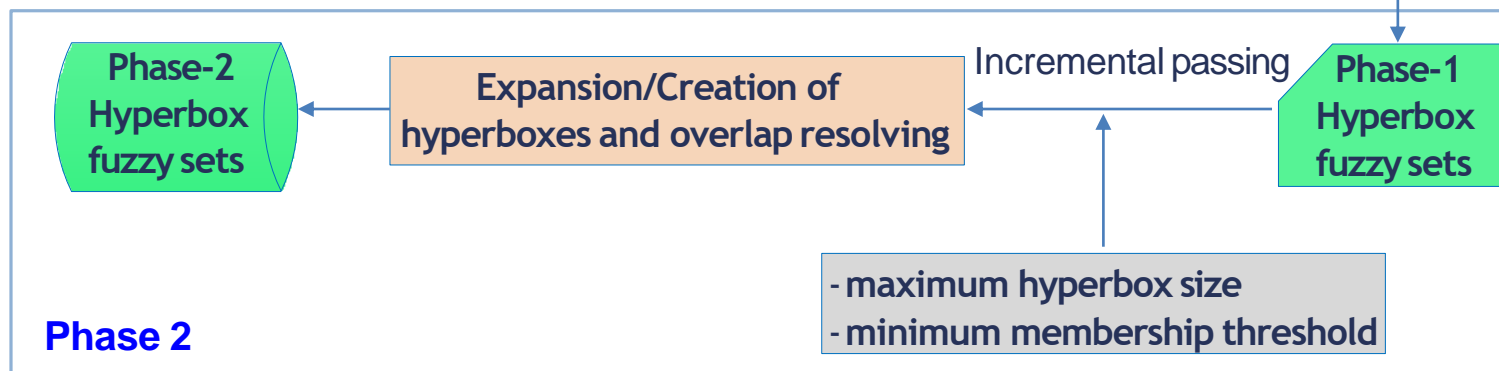 Phase-2
Hyperbox
fuzzy sets
Expansion/Creation of
hyperboxes and overlap resolving
Incremental passing
Phase-1
Hyperbox
fuzzy sets
- maximum hyperbox size
- minimum membership threshold
Phase 2